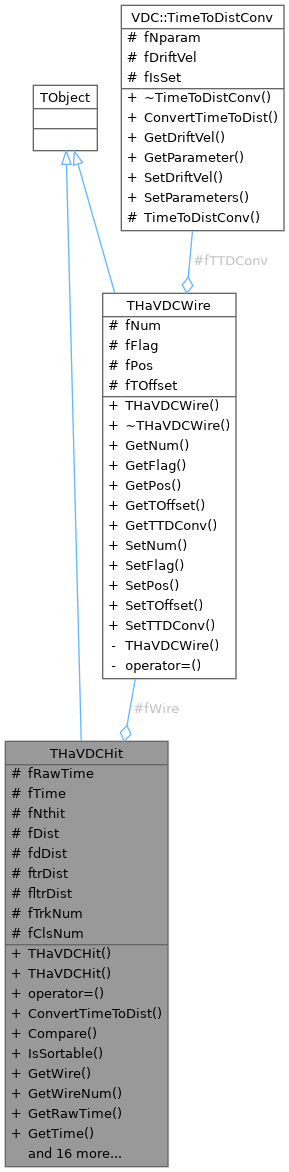 VDC::TimeToDistConv
# fNparam
# fDriftVel
# fIsSet
+ ~TimeToDistConv()
+ ConvertTimeToDist()
+ GetDriftVel()
+ GetParameter()
+ SetDriftVel()
+ SetParameters()
# TimeToDistConv()
TObject
#fTTDConv
THaVDCWire
# fNum
# fFlag
# fPos
# fTOffset
+ THaVDCWire()
+ ~THaVDCWire()
+ GetNum()
+ GetFlag()
+ GetPos()
+ GetTOffset()
+ GetTTDConv()
+ SetNum()
+ SetFlag()
+ SetPos()
+ SetTOffset()
+ SetTTDConv()
- THaVDCWire()
- operator=()
#fWire
THaVDCHit
# fRawTime
# fTime
# fNthit
# fDist
# fdDist
# ftrDist
# fltrDist
# fTrkNum
# fClsNum
+ THaVDCHit()
+ THaVDCHit()
+ operator=()
+ ConvertTimeToDist()
+ Compare()
+ IsSortable()
+ GetWire()
+ GetWireNum()
+ GetRawTime()
+ GetTime()
and 16 more...